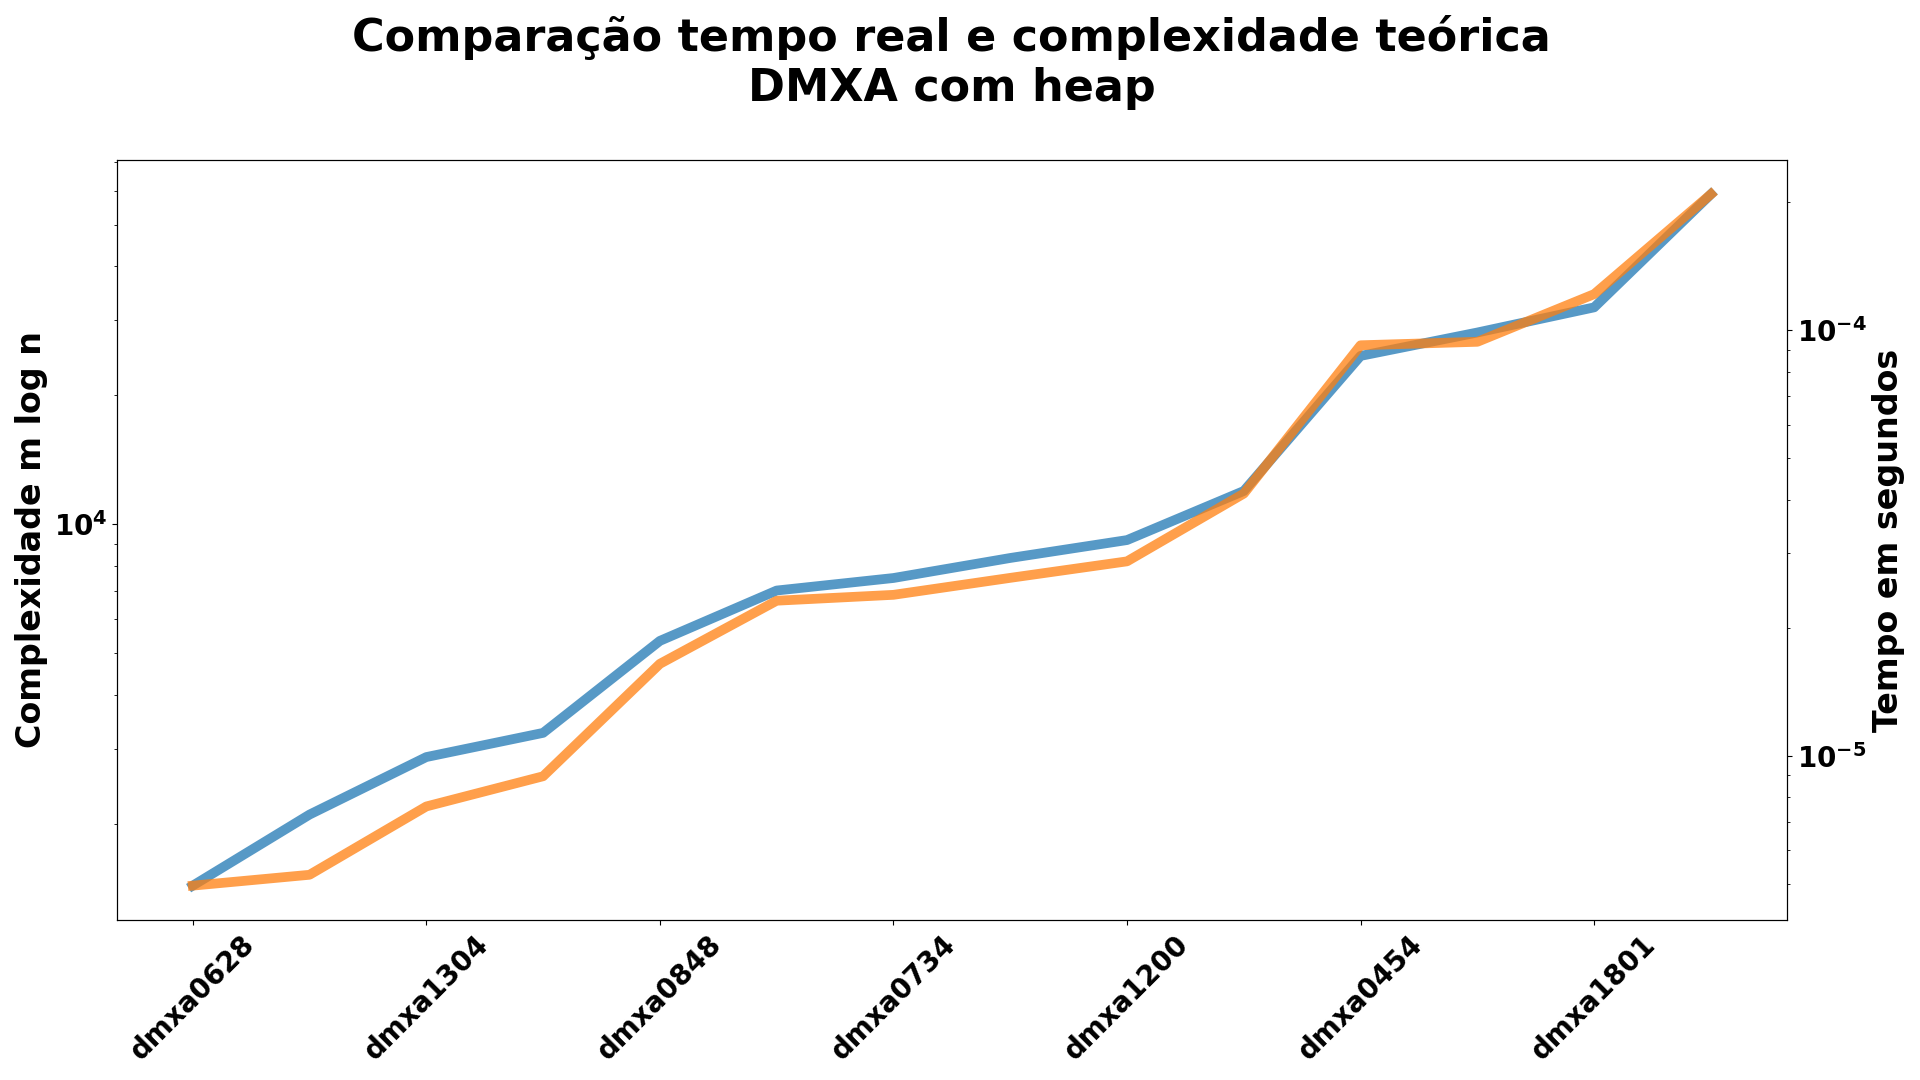 Comparação tempo real e complexidade teórica
DMXA com heap
Complexidade m log n
10⁴
10⁻⁴
10⁻⁵
Tempo em segundos
dmxa0628
dmxa1304
dmxa0848
dmxa0734
dmxa1200
dmxa0454
dmxa1801